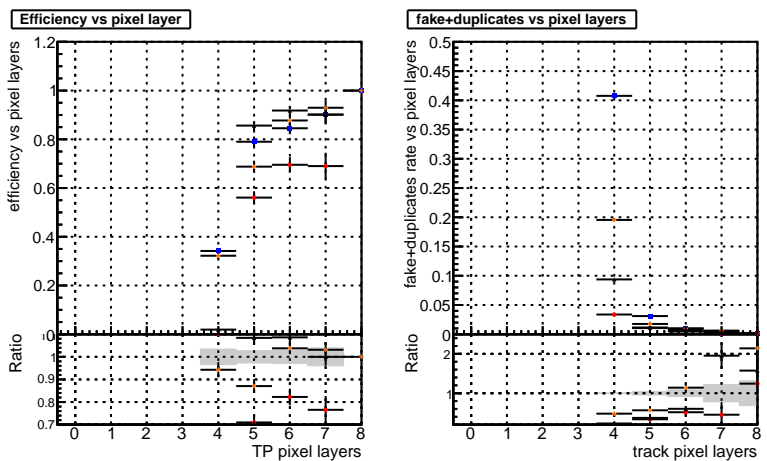 Efficiency vs pixel layer
efficiency vs pixel layers
1.2
1
0.8
0.6
0.4
0.2
0
Ratio
1
0.9
0.8
0.7
0 1 2 3 4 5 6 7 8
TP pixel layers
fake+duplicates vs pixel layers
fake+duplicates rate vs pixel layers
0.5
0.45
0.4
0.35
0.3
0.25
0.2
0.15
0.1
0.05
0
Ratio
2
1
0 1 2 3 4 5 6 7 8
track pixel layers